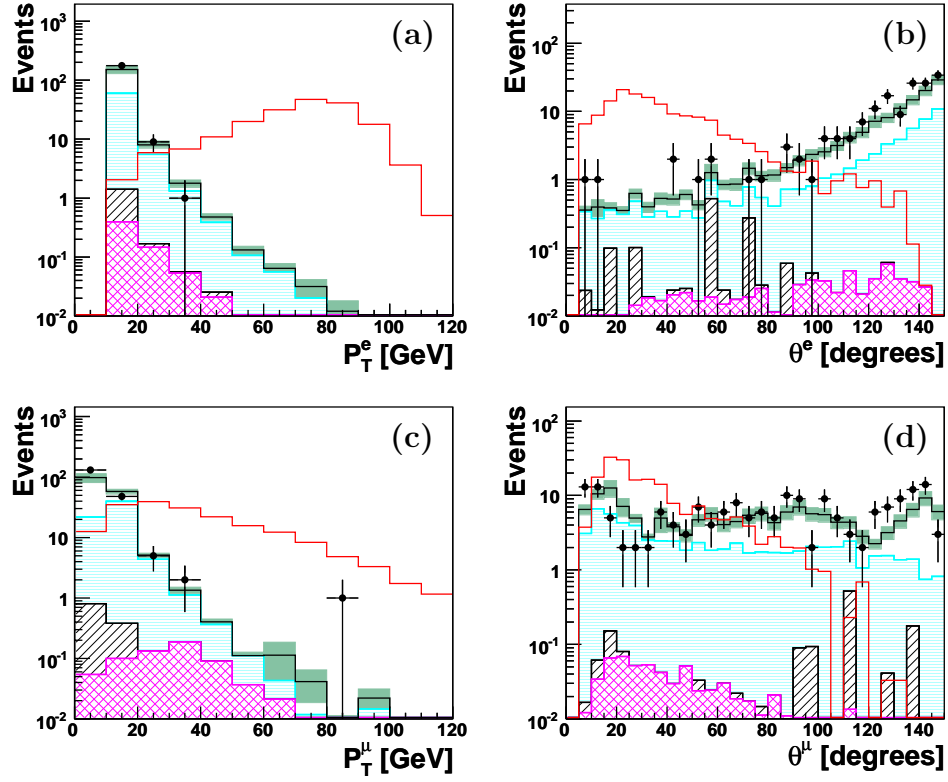 Events
10³
10²
10
1
10⁻¹
10⁻²
(a)
20 40 60 80 100 120
P_T^e [GeV]
Events
10²
10
1
10⁻¹
10⁻²
(b)
0 20 40 60 80 100 120 140
θ^e [degrees]
Events
10³
10²
10
1
10⁻¹
10⁻²
(c)
0 20 40 60 80 100 120
P_T^μ [GeV]
Events
10²
10
1
10⁻¹
10⁻²
(d)
0 20 40 60 80 100 120 140
θ^μ [degrees]